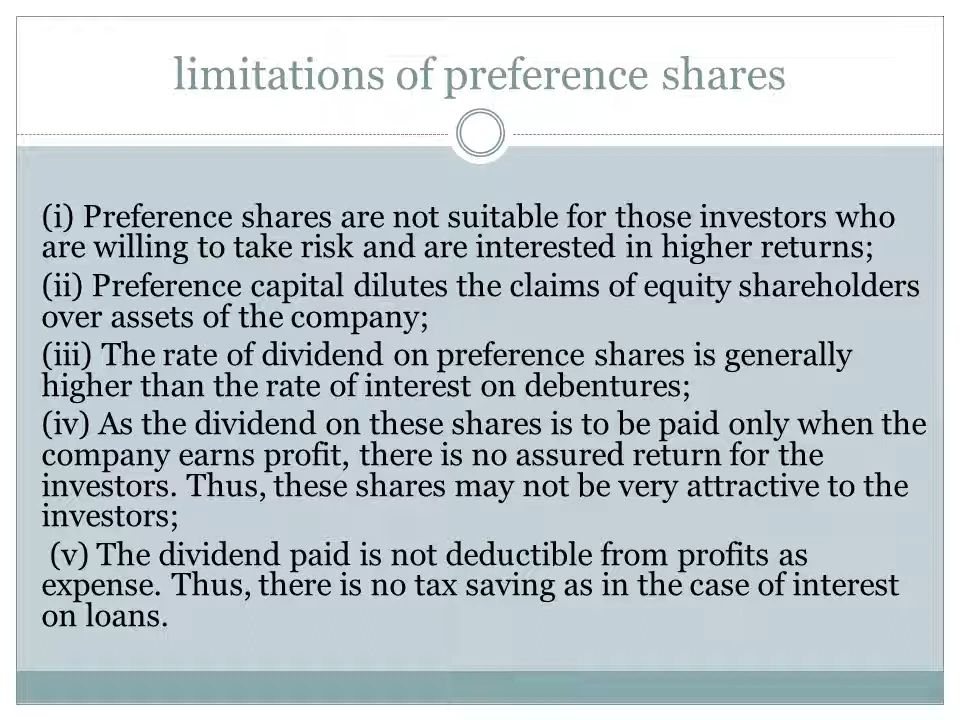 limitations of preference shares
(i) Preference shares are not suitable for those investors who
are willing to take risk and are interested in higher returns;
(ii) Preference capital dilutes the claims of equity shareholders
over assets of the company;
(iii) The rate of dividend on preference shares is generally
higher than the rate of interest on debentures;
(iv) As the dividend on these shares is to be paid only when the
company earns profit, there is no assured return for the
investors. Thus, these shares may not be very attractive to the
investors;
(v) The dividend paid is not deductible from profits as
expense. Thus, there is no tax saving as in the case of interest
on loans.